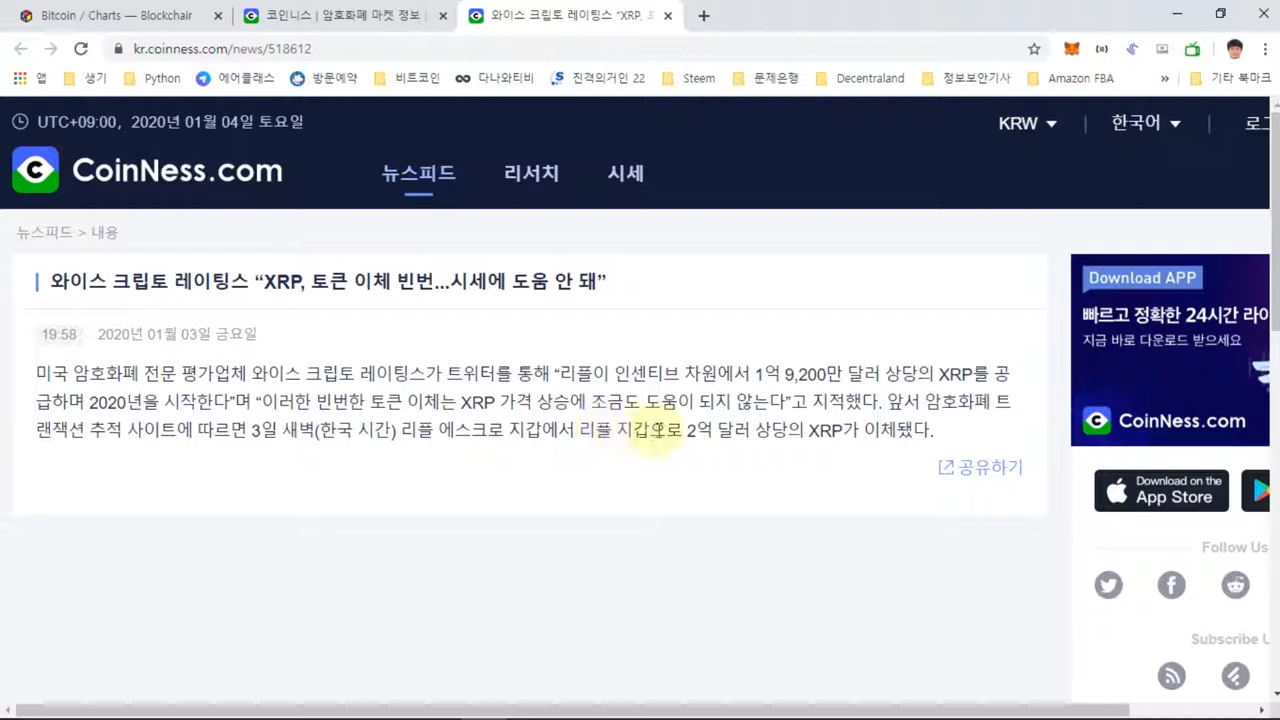 Bitcoin / Charts — Blockchair
코인니스 | 암호화폐 마켓 정보
와이스 크립토 레이팅스 “XRP, 토
kr.coinness.com/news/518612
앱 생기 Python 에어클래스 방문예약 비트코인 다나와티비 진격의거인 22 Steem 문제은행 Decentraland 정보보안기사 Amazon FBA » 기타 북마크
UTC+09:00, 2020년 01월 04일 토요일
KRW | 한국어 |
CoinNess.com
뉴스피드 리서치 시세
뉴스피드 > 내용
와이스 크립토 레이팅스 “XRP, 토큰 이체 빈번...시세에 도움 안 돼”
19:58 2020년 01월 03일 금요일
미국 암호화폐 전문 평가업체 와이스 크립토 레이팅스가 트위터를 통해 “리플이 인센티브 차원에서 1억 9,200만 달러 상당의 XRP를 공
급하며 2020년을 시작한다”며 “이러한 빈번한 토큰 이체는 XRP 가격 상승에 조금도 도움이 되지 않는다”고 지적했다. 앞서 암호화폐 트
랜잭션 추적 사이트에 따르면 3일 새벽(한국 시간) 리플 에스크로 지갑에서 리플 지갑으로 2억 달러 상당의 XRP가 이체됐다.
공유하기
Download APP
빠르고 정확한 24시간
지금 바로 다운로드 받으세요
CoinNess.com
Download on the
App Store
Follow Us
Subscribe